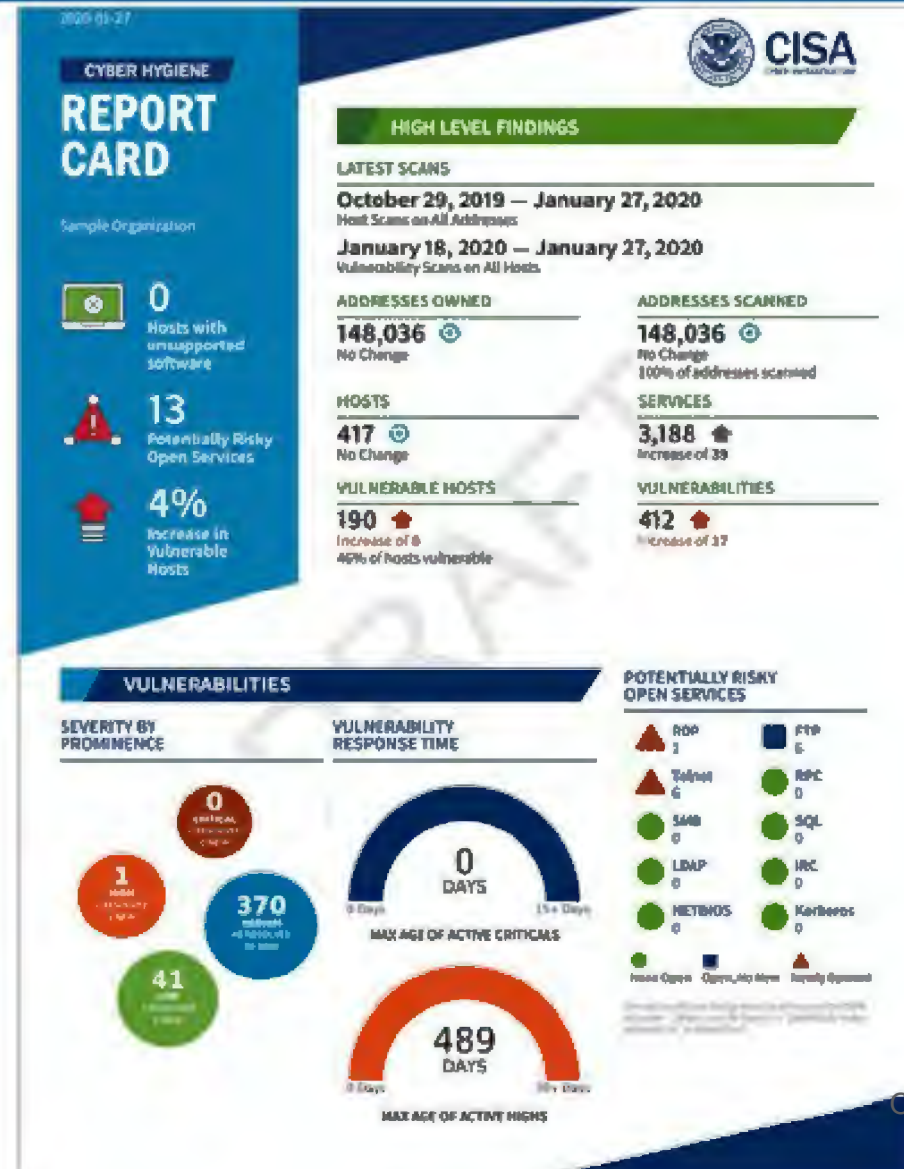 2020-01-27
CYBER HYGIENE
REPORT
CARD
Sample Organization
0
Hosts with
unsupported
software
13
Potentially Risky
Open Services
4%
Increase in
Vulnerable
Hosts
CISA
HIGH LEVEL FINDINGS
LATEST SCANS
October 29, 2019 — January 27, 2020
Host Scans on All Addresses
January 18, 2020 — January 27, 2020
Vulnerability Scans on All Hosts
ADDRESSES OWNED
148,036
No Change
ADDRESSES SCANNED
148,036
No Change
100% of addresses scanned
HOSTS
417
No Change
SERVICES
3,188
Increase of 39
VULNERABLE HOSTS
190
Increase of 8
46% of hosts vulnerable
VULNERABILITIES
412
Increase of 17
DRAFT
VULNERABILITIES
SEVERITY BY
PROMINENCE
0
CRITICAL
1
HIGH
370
MEDIUM
41
LOW
VULNERABILITY
RESPONSE TIME
0
DAYS
0 Days 15+ Days
MAX AGE OF ACTIVE CRITICALS
489
DAYS
0 Days 30+ Days
MAX AGE OF ACTIVE HIGHS
POTENTIALLY RISKY
OPEN SERVICES
RDP
1
FTP
6
Telnet
6
RPC
0
SMB
0
SQL
0
LDAP
0
IRC
0
NETBIOS
0
Kerberos
0
None Open
Open, No New
Newly Opened